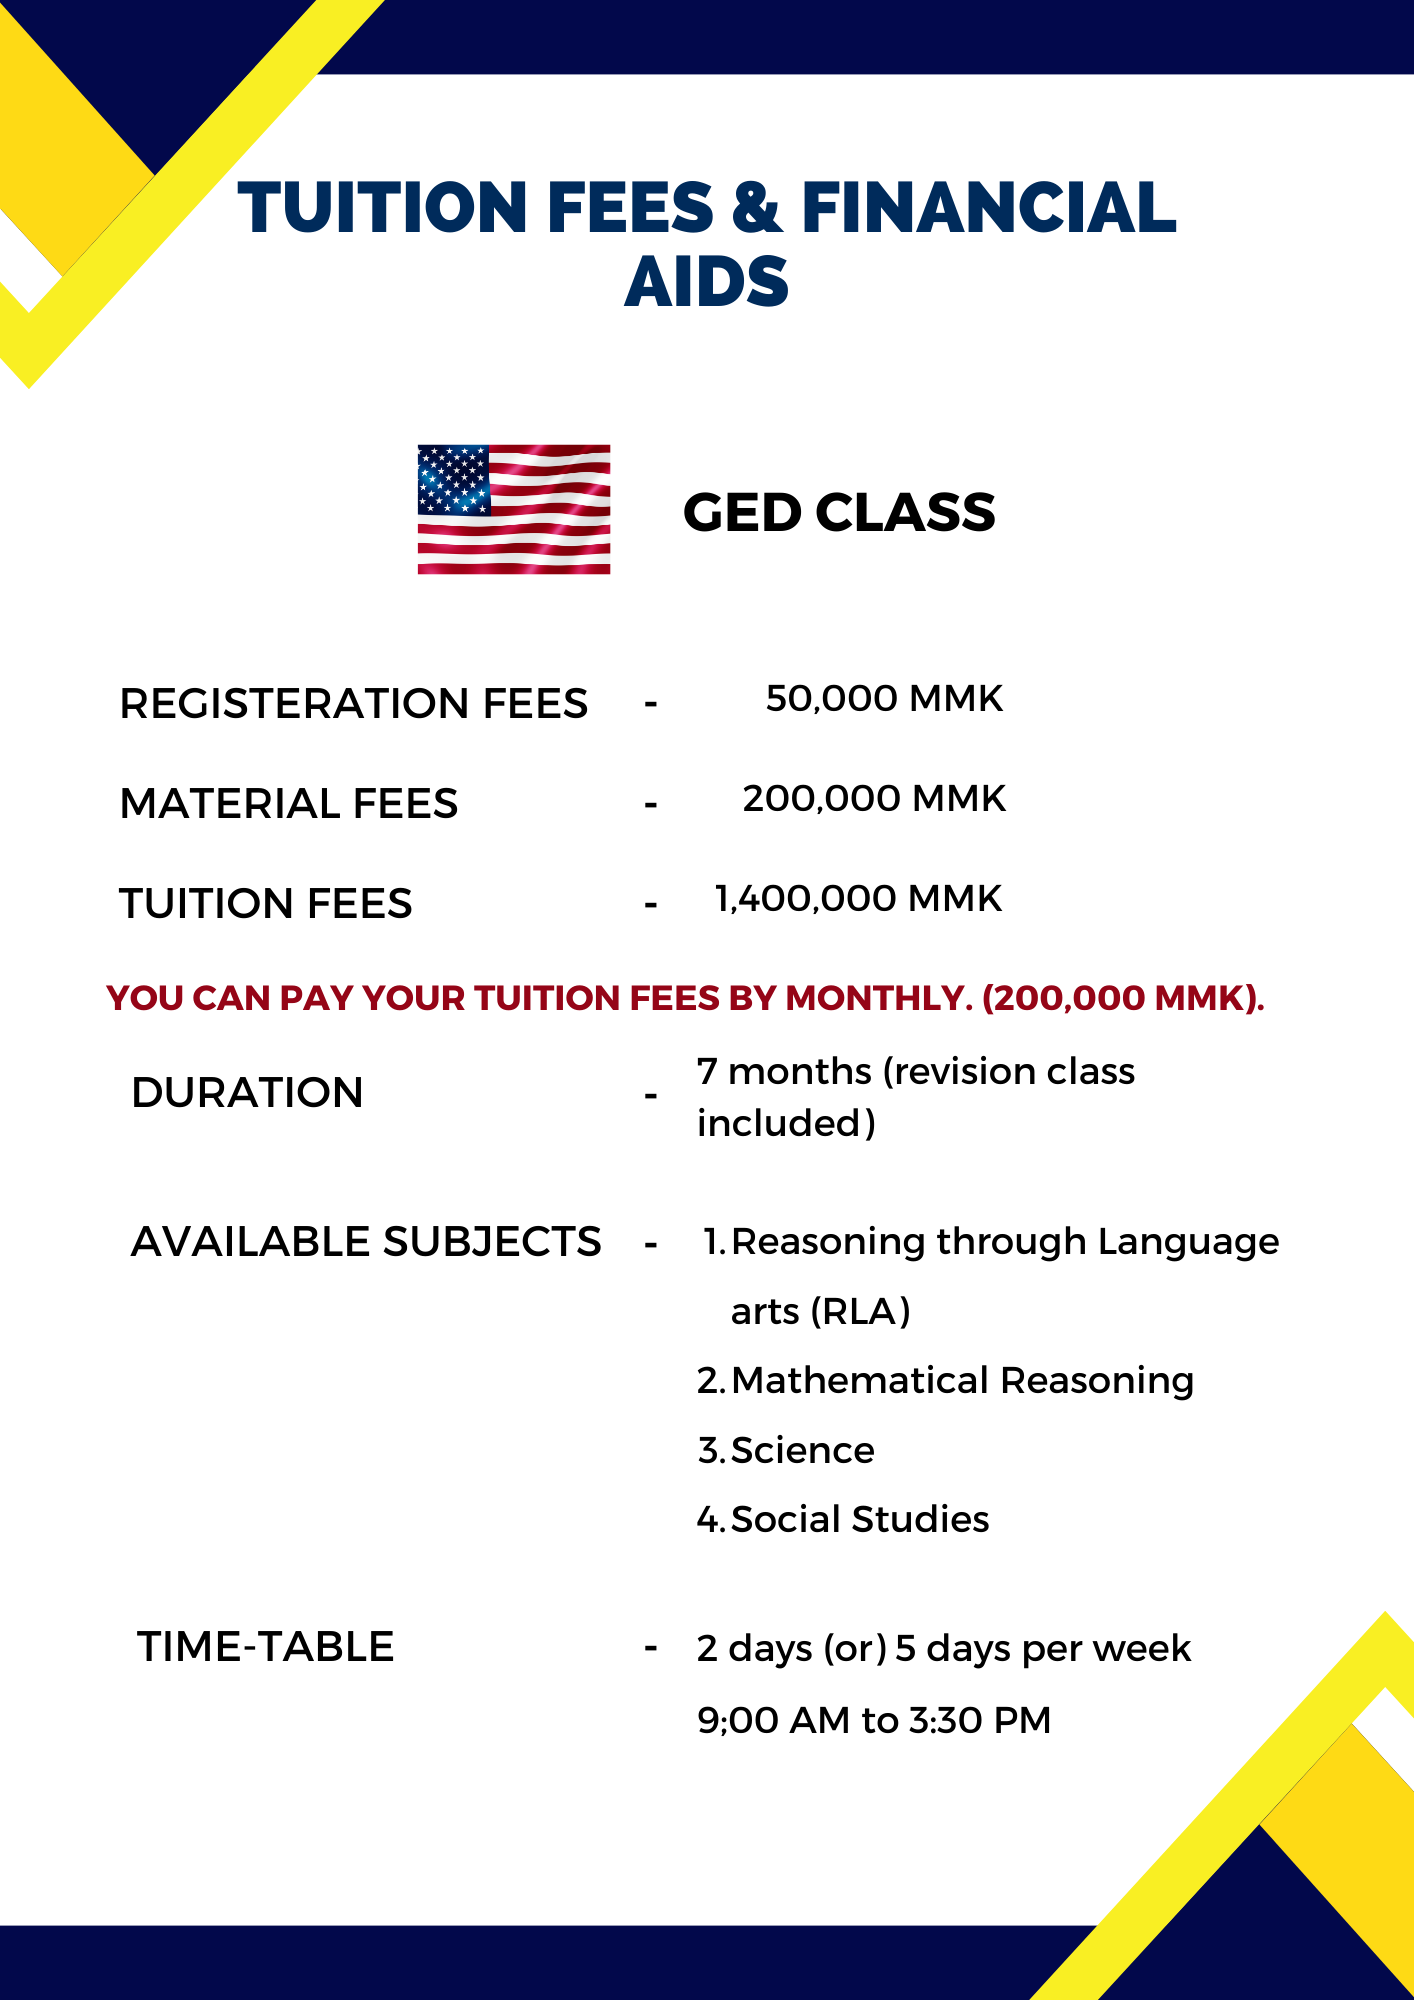 TUITION FEES & FINANCIAL
AIDS
GED CLASS
REGISTERATION FEES - 50,000 MMK
MATERIAL FEES - 200,000 MMK
TUITION FEES - 1,400,000 MMK
YOU CAN PAY YOUR TUITION FEES BY MONTHLY. (200,000 MMK).
DURATION - 7 months (revision class
included)
AVAILABLE SUBJECTS - 1. Reasoning through Language
arts (RLA)
2. Mathematical Reasoning
3. Science
4. Social Studies
TIME-TABLE - 2 days (or) 5 days per week
9;00 AM to 3:30 PM